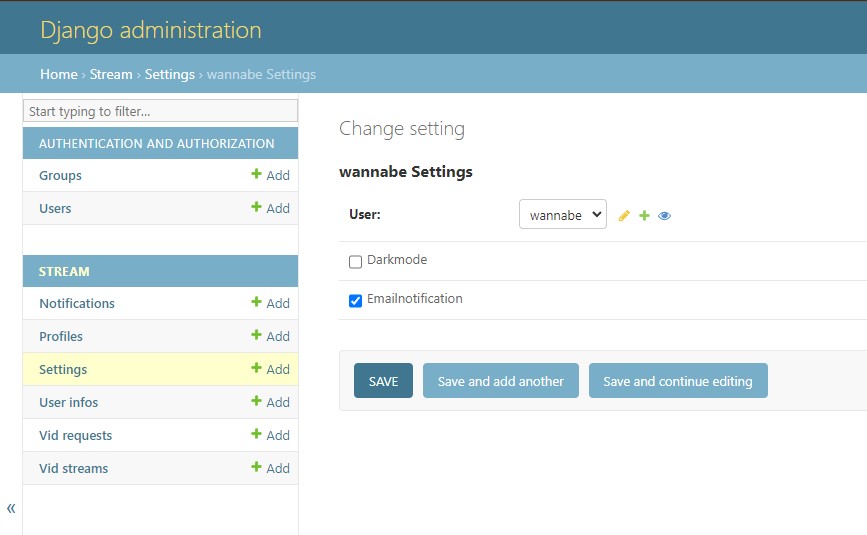 Django administration
Home › Stream › Settings › wannabe Settings
Start typing to filter...
AUTHENTICATION AND AUTHORIZATION
Groups + Add
Users + Add
STREAM
Notifications + Add
Profiles + Add
Settings + Add
User infos + Add
Vid requests + Add
Vid streams + Add
«
Change setting
wannabe Settings
User: wannabe
Darkmode
Emailnotification
SAVE Save and add another Save and continue editing